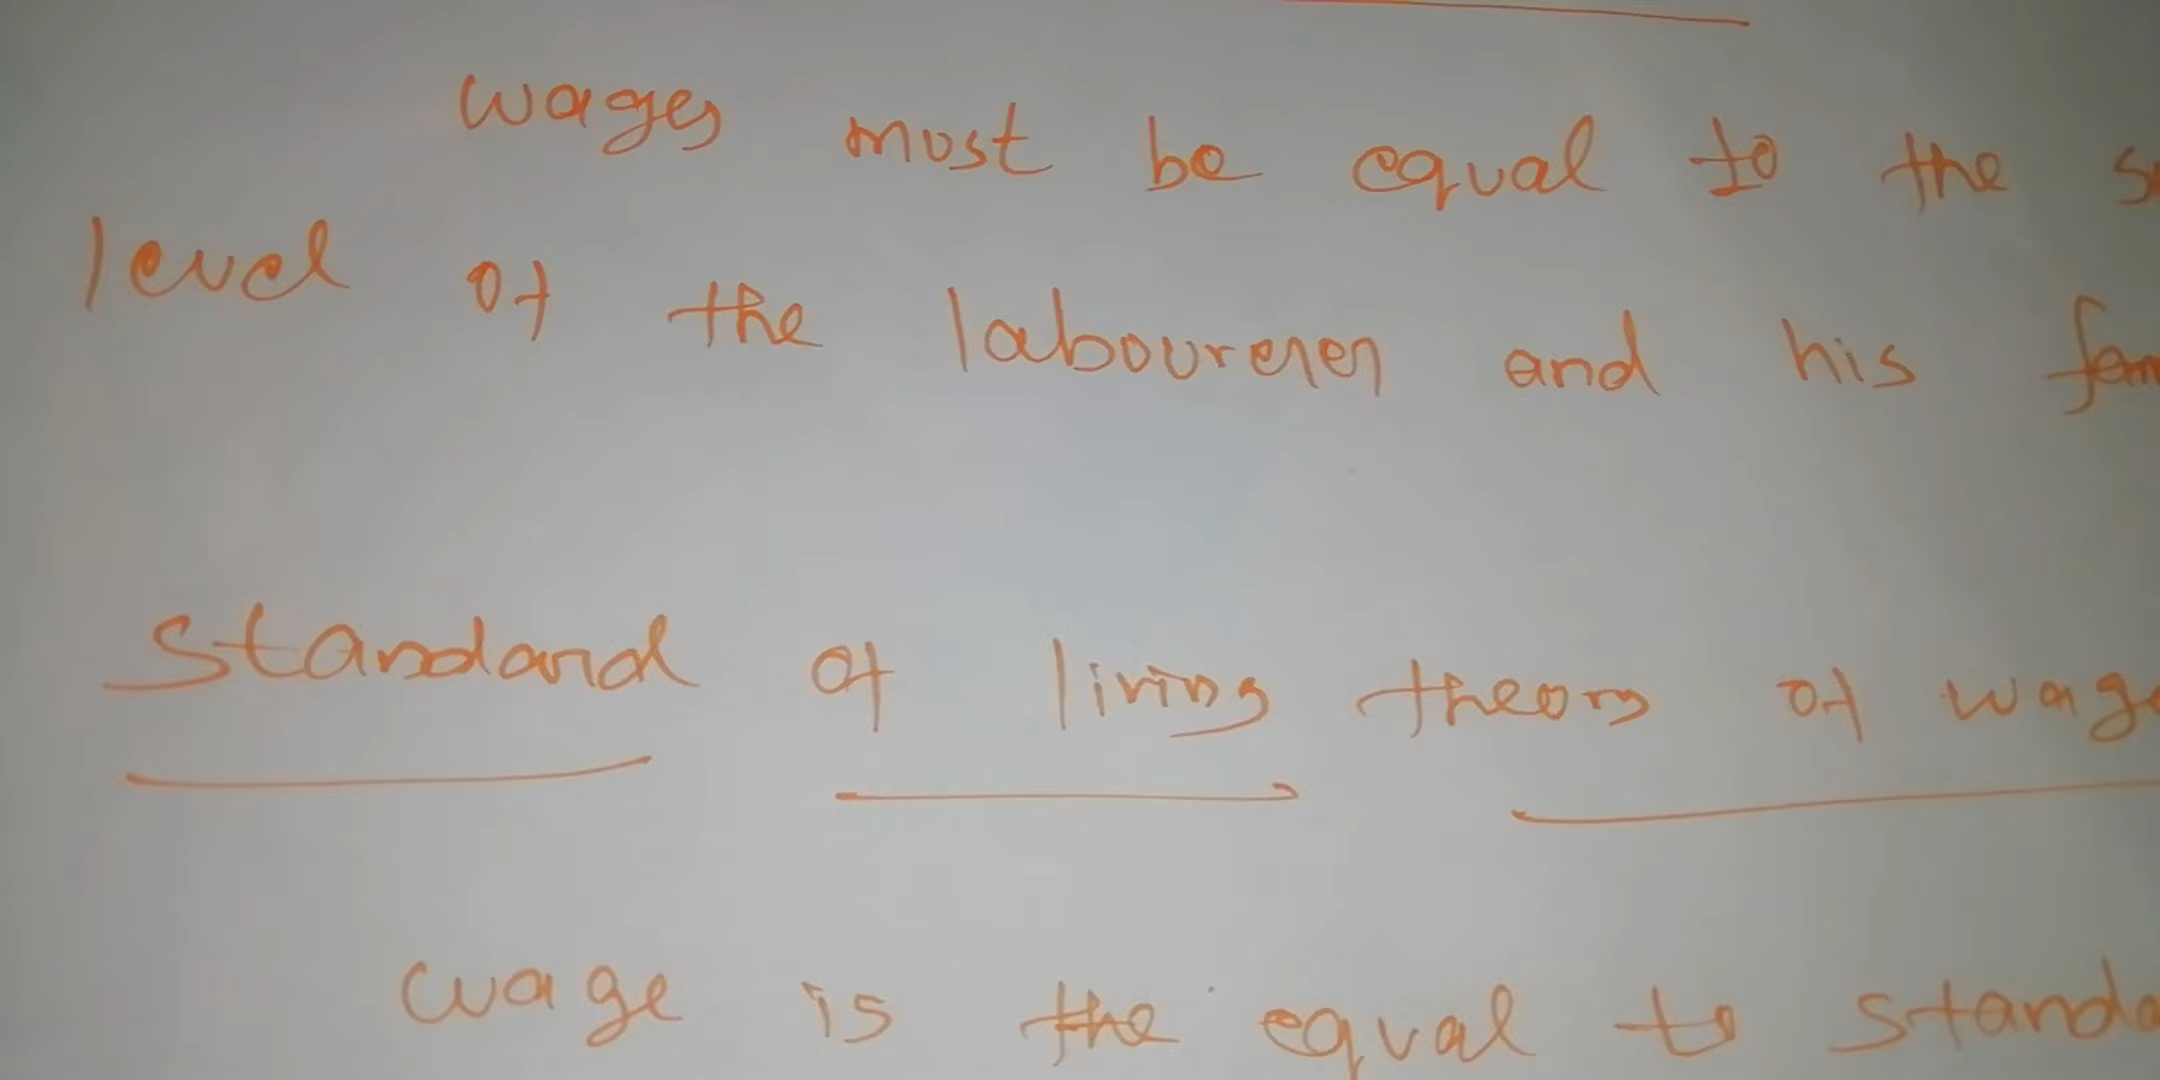 wages must be equal to the
level of the labourerer and his
Standard of living theory of
wage is the equal to